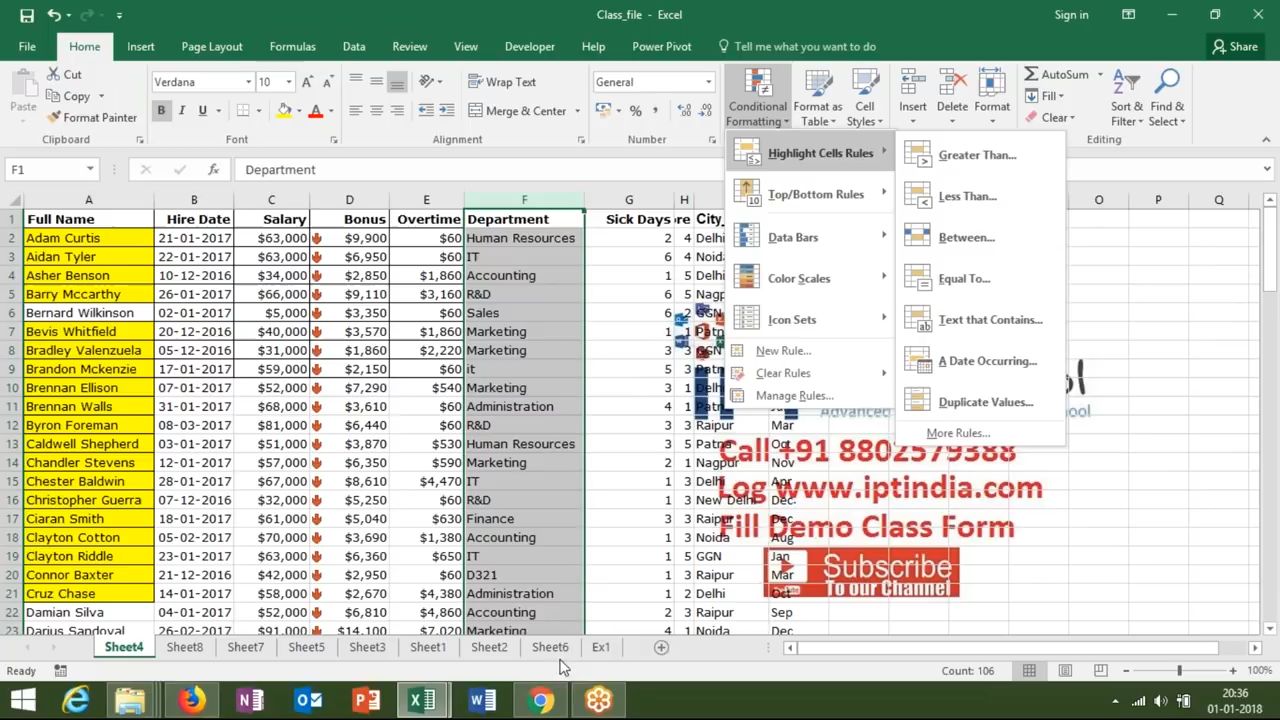 Class_file - Excel
Sign in
File Home Insert Page Layout Formulas Data Review View Developer Help Power Pivot Tell me what you want to do Share
Paste Cut Copy Format Painter Clipboard
Verdana 10 B I U Font
Wrap Text Merge & Center Alignment
General % , Number
Conditional Formatting Format as Table Cell Styles
Insert Delete Format
AutoSum Fill Clear Sort & Filter Find & Select Editing
F1 fx Department
Highlight Cells Rules
Top/Bottom Rules
Data Bars
Color Scales
Icon Sets
New Rule...
Clear Rules
Manage Rules...
Greater Than...
Less Than...
Between...
Equal To...
Text that Contains...
A Date Occurring...
Duplicate Values...
More Rules...
A B C D E F G H O P Q
1 Full Name Hire Date Salary Bonus Overtime Department Sick Days re City
2 Adam Curtis 21-01-2017 $63,000 $9,900 $60 Human Resources 2 4 Delhi
3 Aidan Tyler 22-01-2017 $63,000 $6,950 $60 IT 6 4 Noida
4 Asher Benson 10-12-2016 $34,000 $2,850 $1,860 Accounting 1 5 Delhi
5 Barry Mccarthy 26-01-2017 $66,000 $9,110 $3,160 R&D 6 5 Nagp
6 Bernard Wilkinson 02-01-2017 $5,000 $3,350 $60 Sales 6 2 GGN
7 Bevis Whitfield 20-12-2016 $40,000 $3,570 $1,860 Marketing 1 1 Patn
8 Bradley Valenzuela 05-12-2016 $31,000 $1,860 $2,220 Marketing 3 3 GGN
9 Brandon Mckenzie 17-01-2017 $59,000 $2,150 $60 it 5 3 Patn
10 Brennan Ellison 07-01-2017 $52,000 $7,290 $540 Marketing 3 1 Delhi
11 Brennan Walls 03-01-2017 $68,000 $3,610 $60 Administration 4 1 Patn
12 Byron Foreman 08-03-2017 $81,000 $6,440 $60 R&D 3 3 Raipur Mar
13 Caldwell Shepherd 03-01-2017 $51,000 $3,870 $530 Human Resources 3 5 Patna Oct
14 Chandler Stevens 12-01-2017 $57,000 $6,350 $590 Marketing 2 1 Nagpur Nov
15 Chester Baldwin 28-01-2017 $67,000 $8,610 $4,470 IT 1 3 Delhi Apr
16 Christopher Guerra 07-12-2016 $32,000 $5,250 $60 R&D 1 3 New Delhi Dec
17 Ciaran Smith 18-01-2017 $61,000 $5,040 $630 Finance 3 3 Raipur Dec
18 Clayton Cotton 05-02-2017 $70,000 $3,690 $1,380 Accounting 1 3 Noida Aug
19 Clayton Riddle 23-01-2017 $63,000 $6,360 $650 IT 1 5 GGN Jan
20 Connor Baxter 21-12-2016 $42,000 $2,950 $60 D321 1 3 Raipur Mar
21 Cruz Chase 14-01-2017 $58,000 $2,670 $4,380 Administration 1 2 Delhi Oct
22 Damian Silva 04-01-2017 $52,000 $6,810 $4,860 Accounting 2 3 Raipur Sep
23 Darius Sandoval 26-02-2017 $91,000 $14,100 $7,020 Marketing 4 1 Noida Dec
Advanced
Call +91 8802579388
Log www.iptindia.com
Fill Demo Class Form
Subscribe
To our Channel
Sheet4 Sheet8 Sheet7 Sheet5 Sheet3 Sheet1 Sheet2 Sheet6 Ex1
Ready Count: 106 100%
20:36
01-01-2018